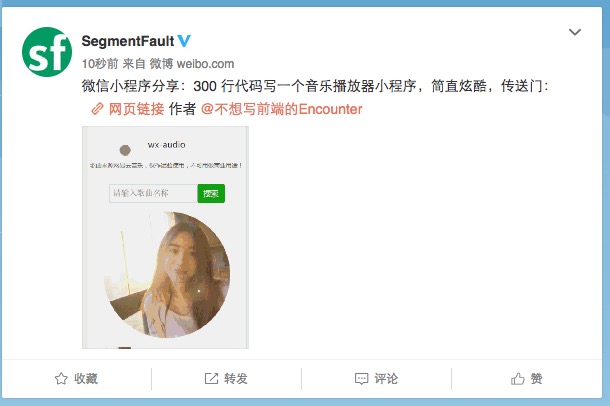 sf
SegmentFault
10秒前 来自 微博 weibo.com
微信小程序分享：300 行代码写一个音乐播放器小程序，简直炫酷，传送门：
网页链接 作者 @不想写前端的Encounter
wx-audio
请输入歌曲名称 搜索
收藏 转发 评论 赞